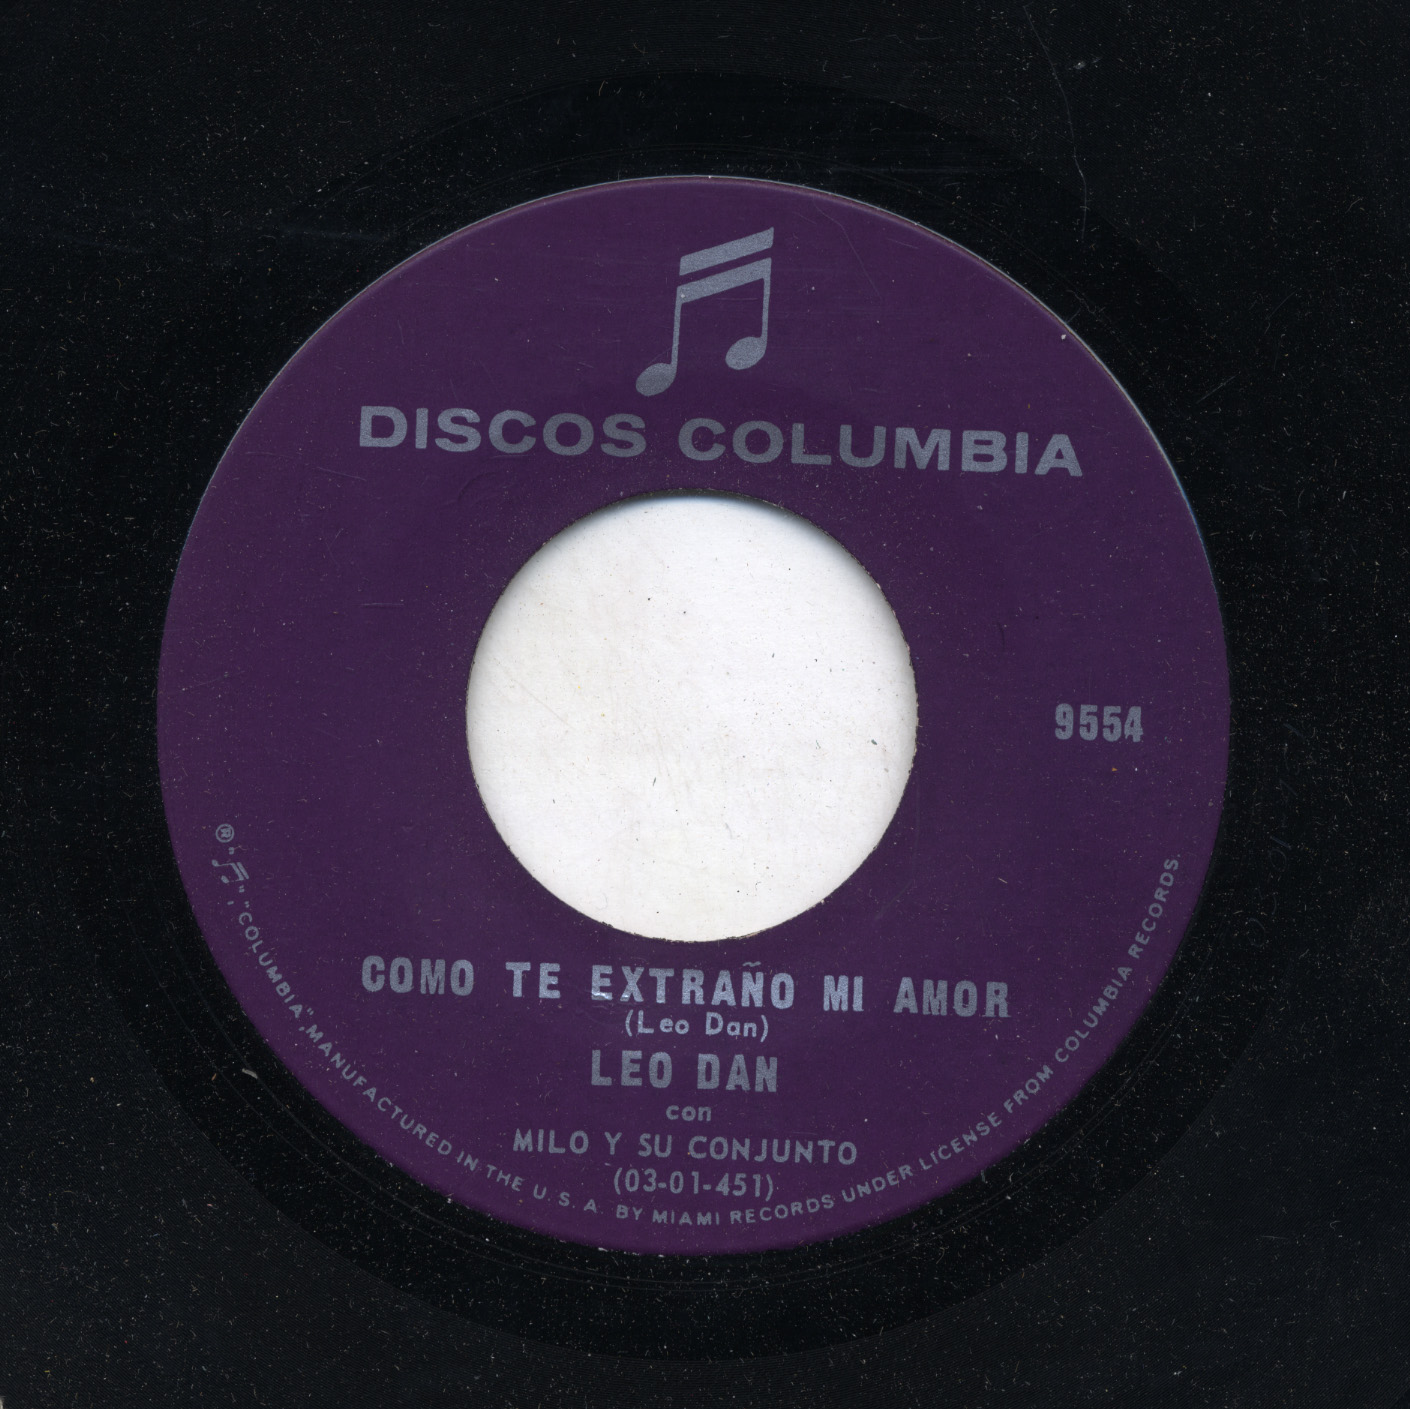 DISCOS COLUMBIA
9554
COMO TE EXTRAÑO MI AMOR
(Leo Dan)
LEO DAN
con
MILO Y SU CONJUNTO
(03-01-451)
® "♫", "COLUMBIA", MANUFACTURED IN THE U. S. A. BY MIAMI RECORDS UNDER LICENSE FROM COLUMBIA RECORDS.